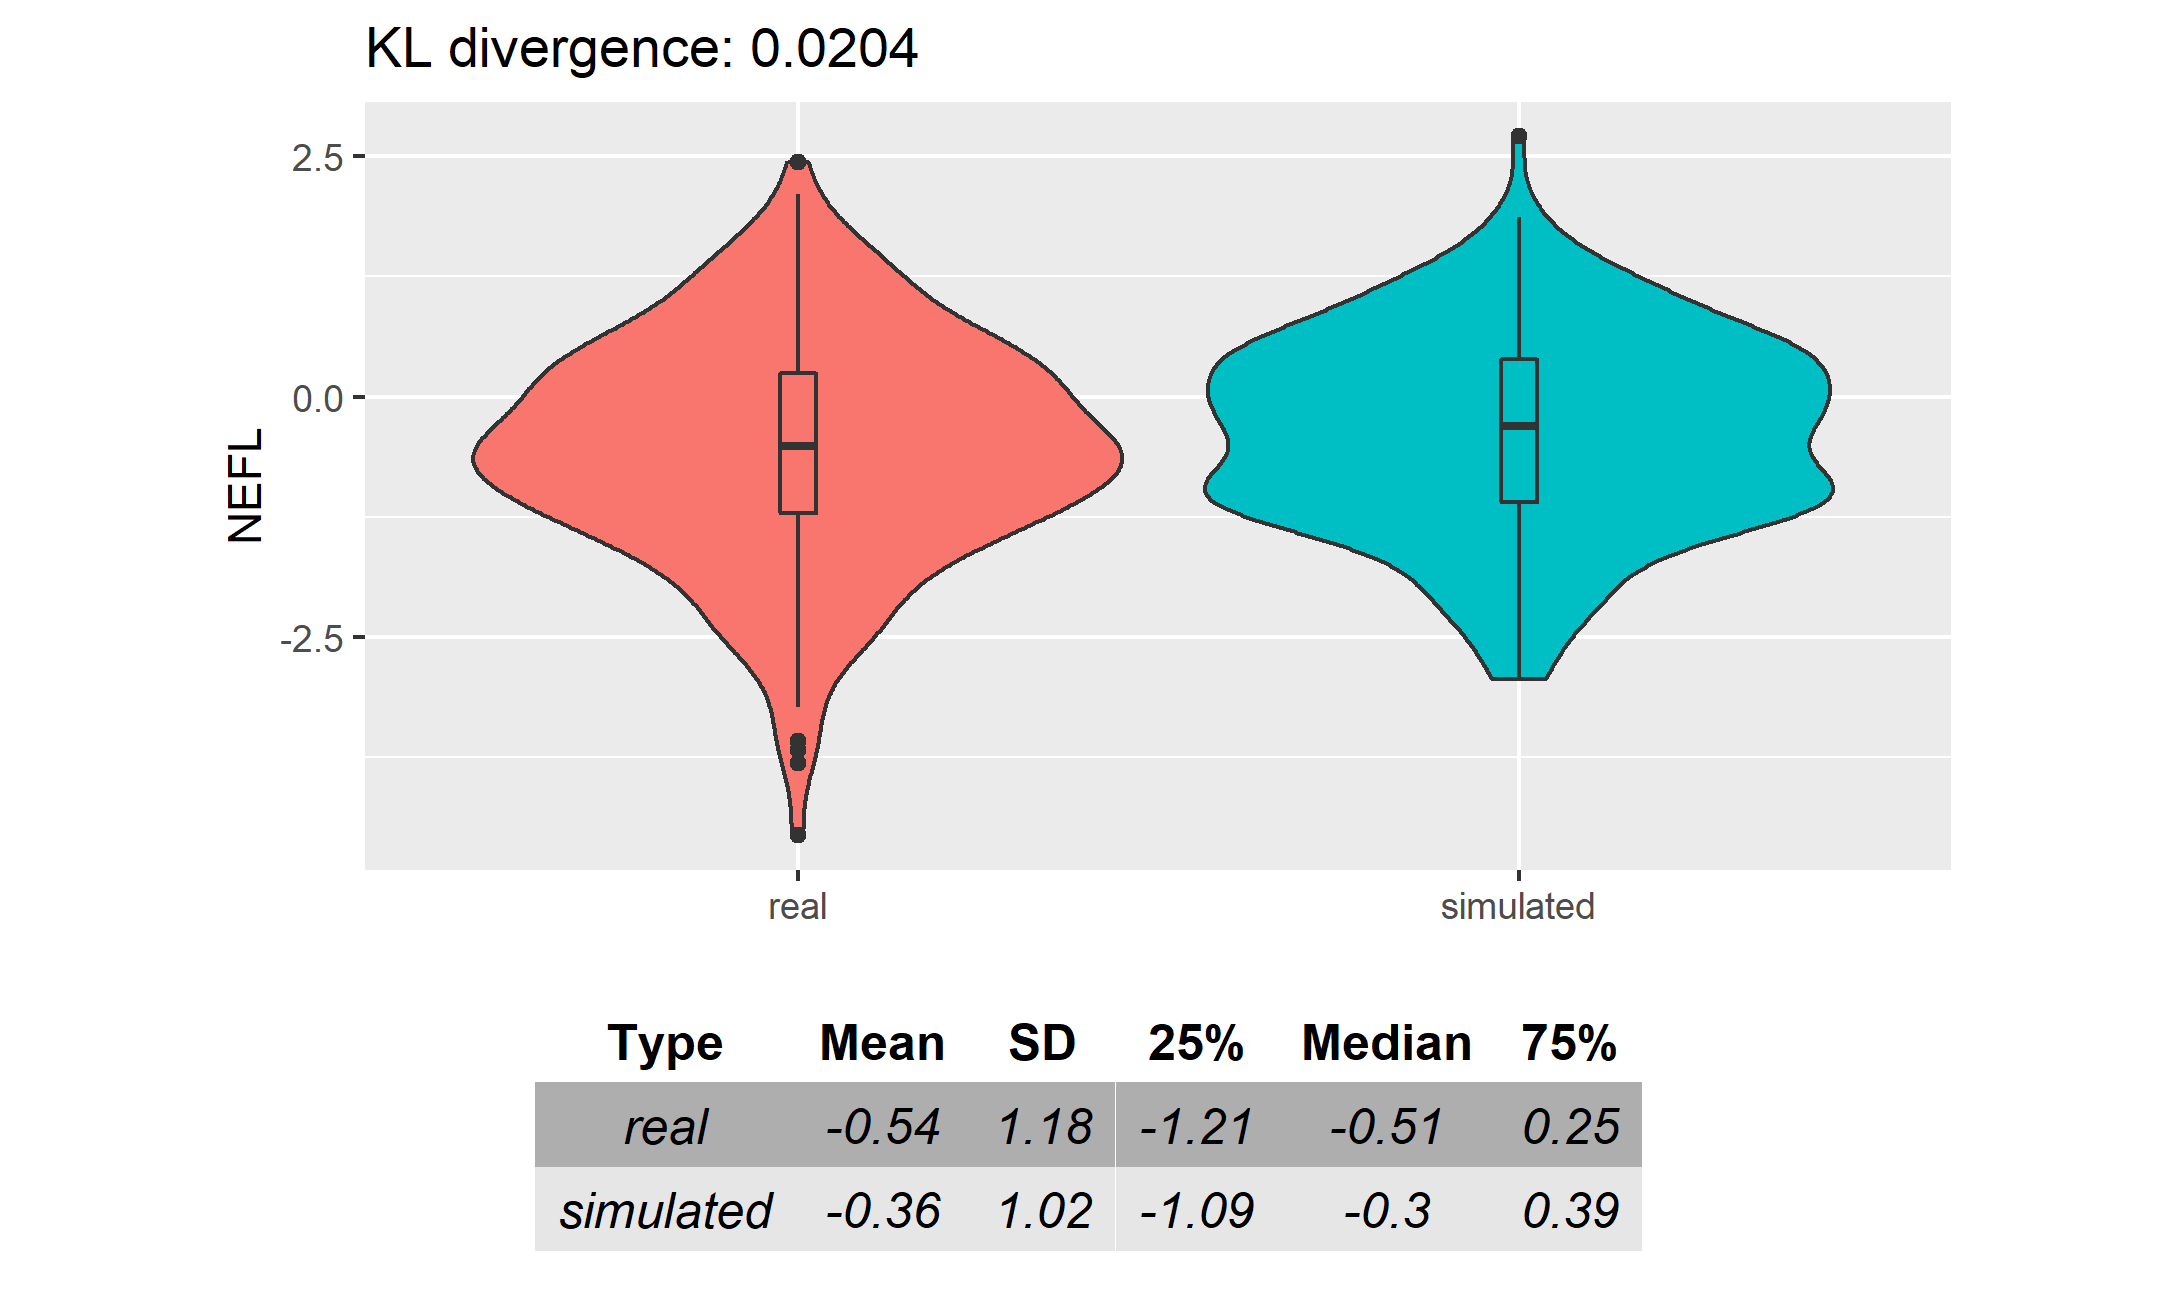 KL divergence: 0.0204
2.5
0.0
-2.5
NEFL
real simulated
Type Mean SD 25% Median 75%
real -0.54 1.18 -1.21 -0.51 0.25
simulated -0.36 1.02 -1.09 -0.3 0.39